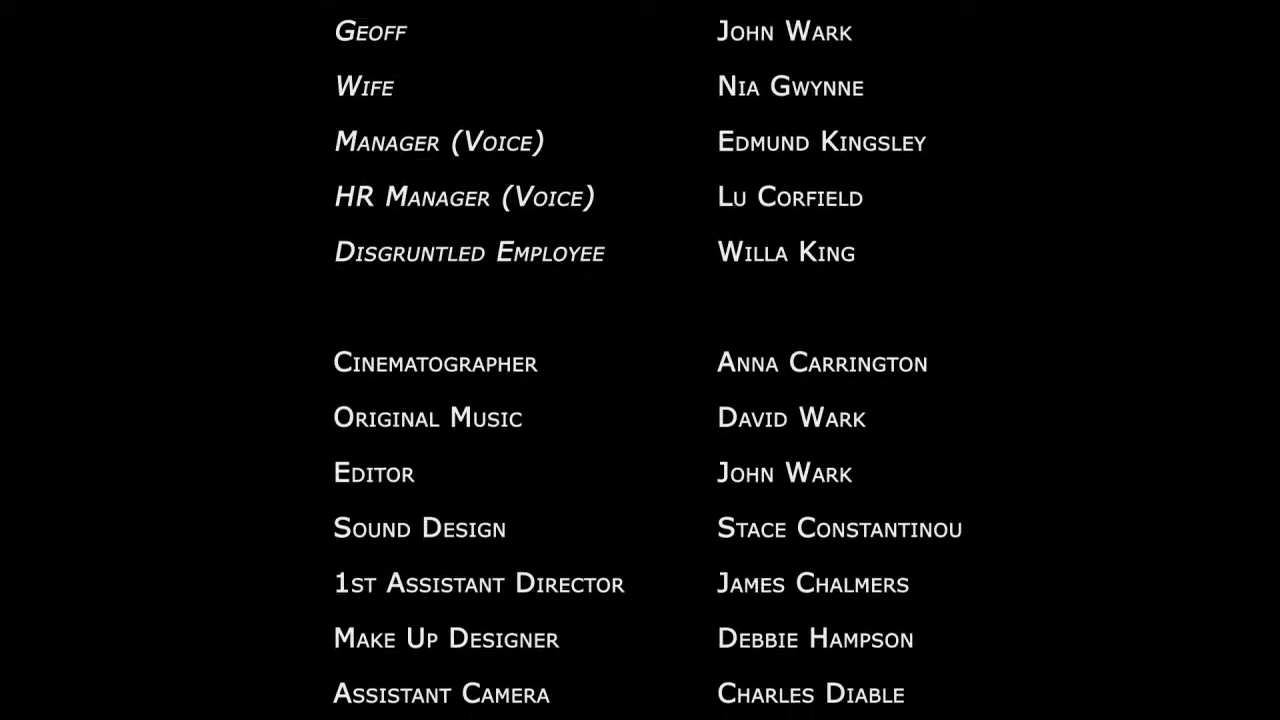 Geoff John Wark
Wife Nia Gwynne
Manager (Voice) Edmund Kingsley
HR Manager (Voice) Lu Corfield
Disgruntled Employee Willa King
Cinematographer Anna Carrington
Original Music David Wark
Editor John Wark
Sound Design Stace Constantinou
1st Assistant Director James Chalmers
Make Up Designer Debbie Hampson
Assistant Camera Charles Diable